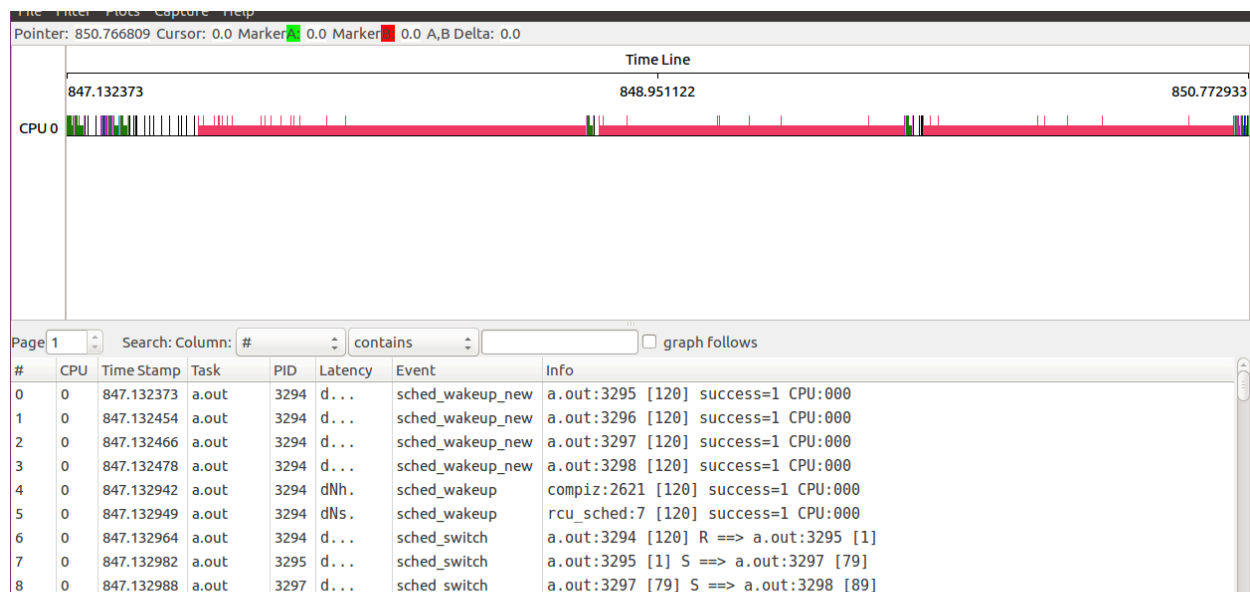 File Filter Plots Capture Help
Pointer: 850.766809 Cursor: 0.0 MarkerA: 0.0 MarkerB: 0.0 A,B Delta: 0.0
Time Line
847.132373 848.951122 850.772933
CPU 0
Page 1 Search: Column: # contains graph follows
# CPU Time Stamp Task PID Latency Event Info
0 0 847.132373 a.out 3294 d... sched_wakeup_new a.out:3295 [120] success=1 CPU:000
1 0 847.132454 a.out 3294 d... sched_wakeup_new a.out:3296 [120] success=1 CPU:000
2 0 847.132466 a.out 3294 d... sched_wakeup_new a.out:3297 [120] success=1 CPU:000
3 0 847.132478 a.out 3294 d... sched_wakeup_new a.out:3298 [120] success=1 CPU:000
4 0 847.132942 a.out 3294 dNh. sched_wakeup compiz:2621 [120] success=1 CPU:000
5 0 847.132949 a.out 3294 dNs. sched_wakeup rcu_sched:7 [120] success=1 CPU:000
6 0 847.132964 a.out 3294 d... sched_switch a.out:3294 [120] R ==> a.out:3295 [1]
7 0 847.132982 a.out 3295 d... sched_switch a.out:3295 [1] S ==> a.out:3297 [79]
8 0 847.132988 a.out 3297 d... sched_switch a.out:3297 [79] S ==> a.out:3298 [89]